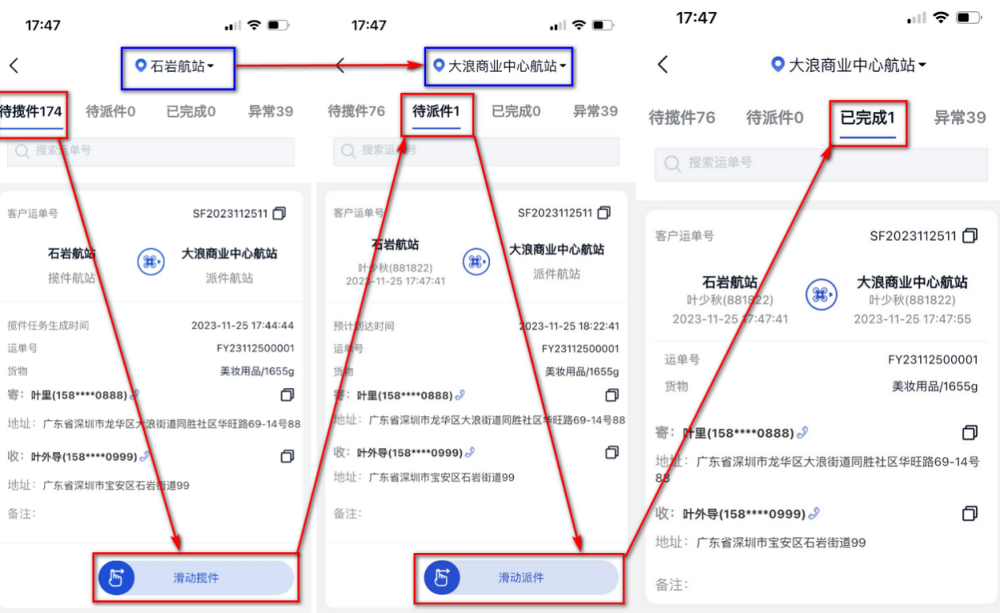 17:47
石岩航站
待揽件174 待派件0 已完成0 异常39
搜索运单号
客户运单号 SF2023112511
石岩航站 大浪商业中心航站
揽件航站 派件航站
揽件任务生成时间 2023-11-25 17:44:44
运单号 FY23112500001
货物 美妆用品/1655g
寄: 叶里(158****0888)
地址: 广东省深圳市龙华区大浪街道同胜社区华旺路69-14号88
收: 叶外导(158****0999)
地址: 广东省深圳市宝安区石岩街道99
备注:
滑动揽件
17:47
大浪商业中心航站
待揽件76 待派件1 已完成0 异常39
搜索运单号
客户运单号 SF2023112511
石岩航站 大浪商业中心航站
叶少秋(881822) 派件航站
2023-11-25 17:47:41
预计到达时间 2023-11-25 18:22:41
运单号 FY23112500001
货物 美妆用品/1655g
寄: 叶里(158****0888)
地址: 广东省深圳市龙华区大浪街道同胜社区华旺路69-14号88
收: 叶外导(158****0999)
地址: 广东省深圳市宝安区石岩街道99
备注:
滑动派件
17:47
大浪商业中心航站
待揽件76 待派件0 已完成1 异常39
搜索运单号
客户运单号 SF2023112511
石岩航站 大浪商业中心航站
叶少秋(881822) 叶少秋(881822)
2023-11-25 17:47:41 2023-11-25 17:47:55
运单号 FY23112500001
货物 美妆用品/1655g
寄: 叶里(158****0888)
地址: 广东省深圳市龙华区大浪街道同胜社区华旺路69-14号
88
收: 叶外导(158****0999)
地址: 广东省深圳市宝安区石岩街道99
备注: